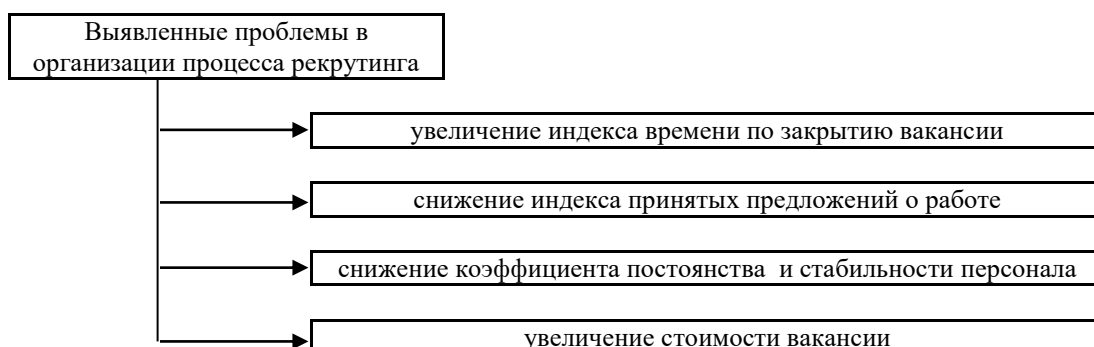 Выявленные проблемы в
организации процесса рекрутинга
увеличение индекса времени по закрытию вакансии
снижение индекса принятых предложений о работе
снижение коэффициента постоянства и стабильности персонала
увеличение стоимости вакансии